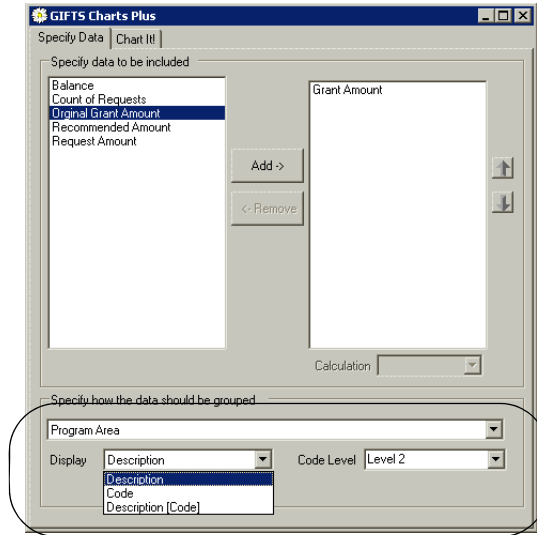 GIFTS Charts Plus
Specify Data
Chart It!
Specify data to be included
Balance
Count of Requests
Orginal Grant Amount
Recommended Amount
Request Amount
Grant Amount
Add ->
<- Remove
Calculation
Specify how the data should be grouped
Program Area
Display
Description
Code Level
Level 2
Description
Code
Description [Code]